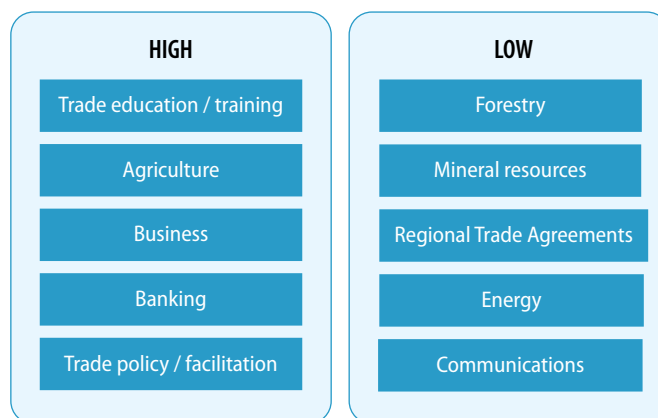 HIGH
Trade education / training
Agriculture
Business
Banking
Trade policy / facilitation
LOW
Forestry
Mineral resources
Regional Trade Agreements
Energy
Communications